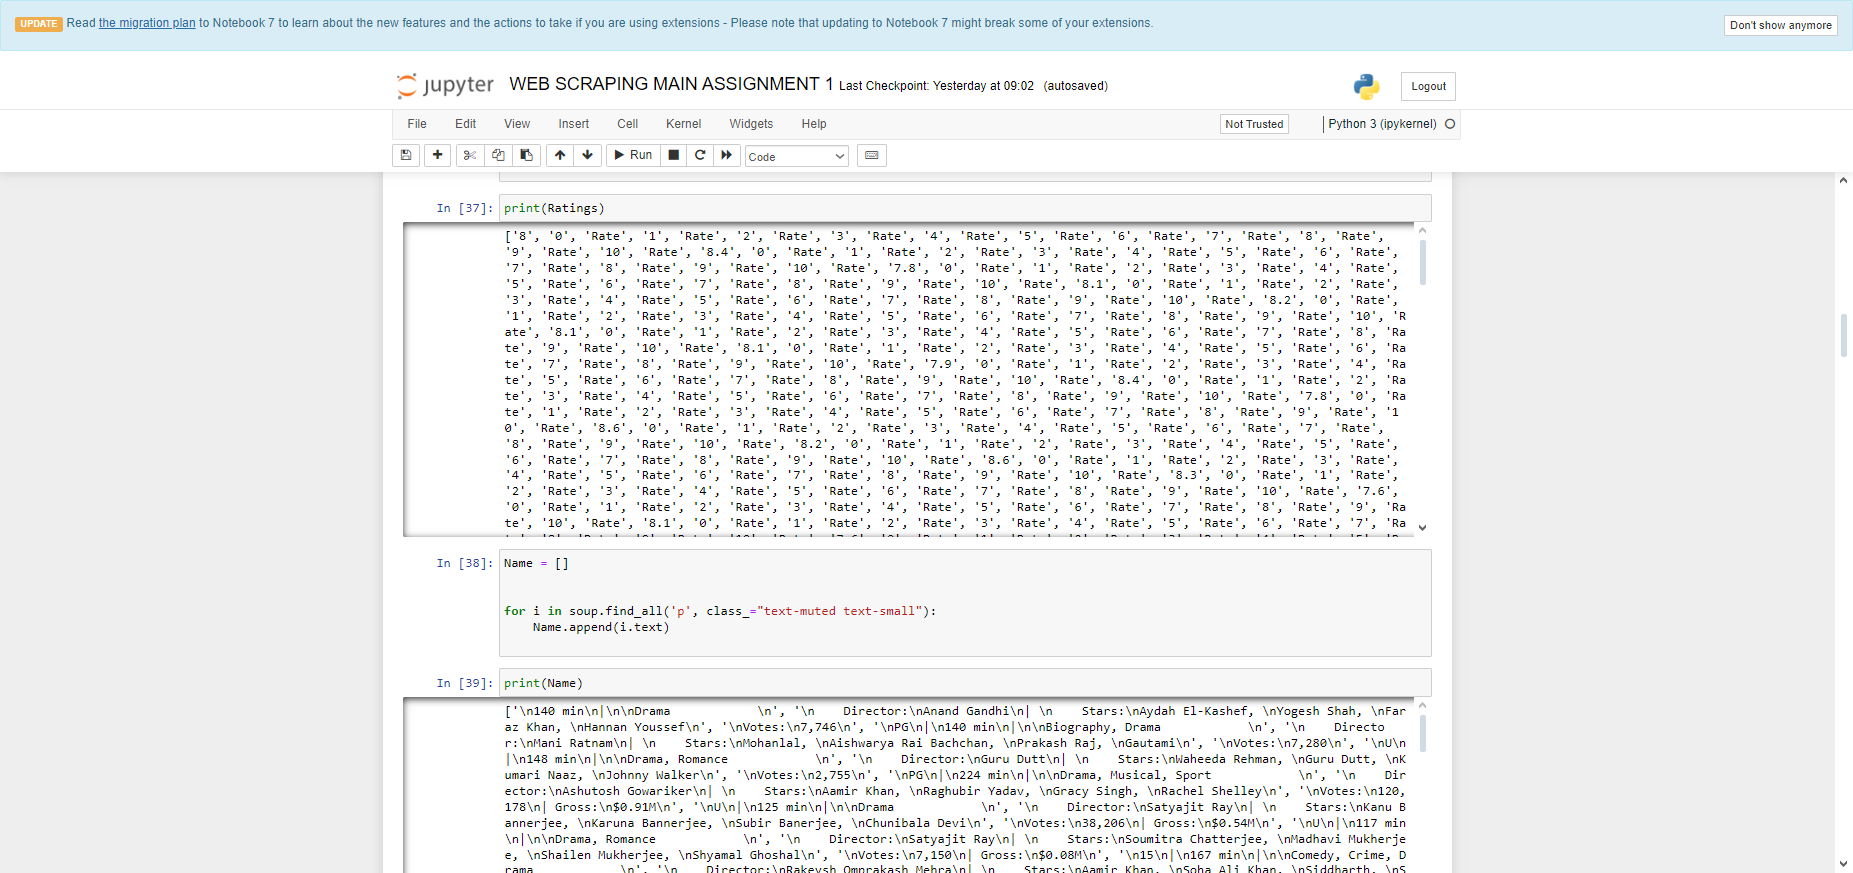 UPDATE Read the migration plan to Notebook 7 to learn about the new features and the actions to take if you are using extensions - Please note that updating to Notebook 7 might break some of your extensions.
Don't show anymore
jupyter WEB SCRAPING MAIN ASSIGNMENT 1 Last Checkpoint: Yesterday at 09:02 (autosaved)
Logout
File Edit View Insert Cell Kernel Widgets Help
Not Trusted
Python 3 (ipykernel)
Run
Code
In [37]: print(Ratings)
['8', '0', 'Rate', '1', 'Rate', '2', 'Rate', '3', 'Rate', '4', 'Rate', '5', 'Rate', '6', 'Rate', '7', 'Rate', '8', 'Rate',
'9', 'Rate', '10', 'Rate', '8.4', '0', 'Rate', '1', 'Rate', '2', 'Rate', '3', 'Rate', '4', 'Rate', '5', 'Rate', '6', 'Rate',
'7', 'Rate', '8', 'Rate', '9', 'Rate', '10', 'Rate', '7.8', '0', 'Rate', '1', 'Rate', '2', 'Rate', '3', 'Rate', '4', 'Rate',
'5', 'Rate', '6', 'Rate', '7', 'Rate', '8', 'Rate', '9', 'Rate', '10', 'Rate', '8.1', '0', 'Rate', '1', 'Rate', '2', 'Rate',
'3', 'Rate', '4', 'Rate', '5', 'Rate', '6', 'Rate', '7', 'Rate', '8', 'Rate', '9', 'Rate', '10', 'Rate', '8.2', '0', 'Rate',
'1', 'Rate', '2', 'Rate', '3', 'Rate', '4', 'Rate', '5', 'Rate', '6', 'Rate', '7', 'Rate', '8', 'Rate', '9', 'Rate', '10', 'R
ate', '8.1', '0', 'Rate', '1', 'Rate', '2', 'Rate', '3', 'Rate', '4', 'Rate', '5', 'Rate', '6', 'Rate', '7', 'Rate', '8', 'Ra
te', '9', 'Rate', '10', 'Rate', '8.1', '0', 'Rate', '1', 'Rate', '2', 'Rate', '3', 'Rate', '4', 'Rate', '5', 'Rate', '6', 'Ra
te', '7', 'Rate', '8', 'Rate', '9', 'Rate', '10', 'Rate', '7.9', '0', 'Rate', '1', 'Rate', '2', 'Rate', '3', 'Rate', '4', 'Ra
te', '5', 'Rate', '6', 'Rate', '7', 'Rate', '8', 'Rate', '9', 'Rate', '10', 'Rate', '8.4', '0', 'Rate', '1', 'Rate', '2', 'Ra
te', '3', 'Rate', '4', 'Rate', '5', 'Rate', '6', 'Rate', '7', 'Rate', '8', 'Rate', '9', 'Rate', '10', 'Rate', '7.8', '0', 'Ra
te', '1', 'Rate', '2', 'Rate', '3', 'Rate', '4', 'Rate', '5', 'Rate', '6', 'Rate', '7', 'Rate', '8', 'Rate', '9', 'Rate', '1
0', 'Rate', '8.6', '0', 'Rate', '1', 'Rate', '2', 'Rate', '3', 'Rate', '4', 'Rate', '5', 'Rate', '6', 'Rate', '7', 'Rate',
'8', 'Rate', '9', 'Rate', '10', 'Rate', '8.2', '0', 'Rate', '1', 'Rate', '2', 'Rate', '3', 'Rate', '4', 'Rate', '5', 'Rate',
'6', 'Rate', '7', 'Rate', '8', 'Rate', '9', 'Rate', '10', 'Rate', '8.6', '0', 'Rate', '1', 'Rate', '2', 'Rate', '3', 'Rate',
'4', 'Rate', '5', 'Rate', '6', 'Rate', '7', 'Rate', '8', 'Rate', '9', 'Rate', '10', 'Rate', '8.3', '0', 'Rate', '1', 'Rate',
'2', 'Rate', '3', 'Rate', '4', 'Rate', '5', 'Rate', '6', 'Rate', '7', 'Rate', '8', 'Rate', '9', 'Rate', '10', 'Rate', '7.6',
'0', 'Rate', '1', 'Rate', '2', 'Rate', '3', 'Rate', '4', 'Rate', '5', 'Rate', '6', 'Rate', '7', 'Rate', '8', 'Rate', '9', 'Ra
te', '10', 'Rate', '8.1', '0', 'Rate', '1', 'Rate', '2', 'Rate', '3', 'Rate', '4', 'Rate', '5', 'Rate', '6', 'Rate', '7', 'Ra
In [38]: Name = []
for i in soup.find_all('p', class_="text-muted text-small"):
    Name.append(i.text)
In [39]: print(Name)
['\n140 min\n|\n\nDrama            \n', '\n    Director:\nAnand Gandhi\n| \n    Stars:\nAydah El-Kashef, \nYogesh Shah, \nFar
az Khan, \nHannan Youssef\n', '\nVotes:\n7,746\n', '\nPG\n|\n140 min\n|\n\nBiography, Drama            \n', '\n    Directo
r:\nMani Ratnam\n| \n    Stars:\nMohanlal, \nAishwarya Rai Bachchan, \nPrakash Raj, \nGautami\n', '\nVotes:\n7,280\n', '\nU\n
|\n148 min\n|\n\nDrama, Romance            \n', '\n    Director:\nGuru Dutt\n| \n    Stars:\nWaheeda Rehman, \nGuru Dutt, \nK
umari Naaz, \nJohnny Walker\n', '\nVotes:\n2,755\n', '\nPG\n|\n224 min\n|\n\nDrama, Musical, Sport            \n', '\n    Dir
ector:\nAshutosh Gowariker\n| \n    Stars:\nAamir Khan, \nRaghubir Yadav, \nGracy Singh, \nRachel Shelley\n', '\nVotes:\n120,
178\n| Gross:\n$0.91M\n', '\nU\n|\n125 min\n|\n\nDrama            \n', '\n    Director:\nSatyajit Ray\n| \n    Stars:\nKanu B
annerjee, \nKaruna Bannerjee, \nSubir Banerjee, \nChunibala Devi\n', '\nVotes:\n38,206\n| Gross:\n$0.54M\n', '\nU\n|\n117 min
\n|\n\nDrama, Romance            \n', '\n    Director:\nSatyajit Ray\n| \n    Stars:\nSoumitra Chatterjee, \nMadhavi Mukherje
e, \nShailen Mukherjee, \nShyamal Ghoshal\n', '\nVotes:\n7,150\n| Gross:\n$0.08M\n', '\n15\n|\n167 min\n|\n\nComedy, Crime, D
rama            \n', '\n    Director:\nRakeysh Omprakash Mehra\n| \n    Stars:\nAamir Khan, \nSoha Ali Khan, \nSiddharth, \nS